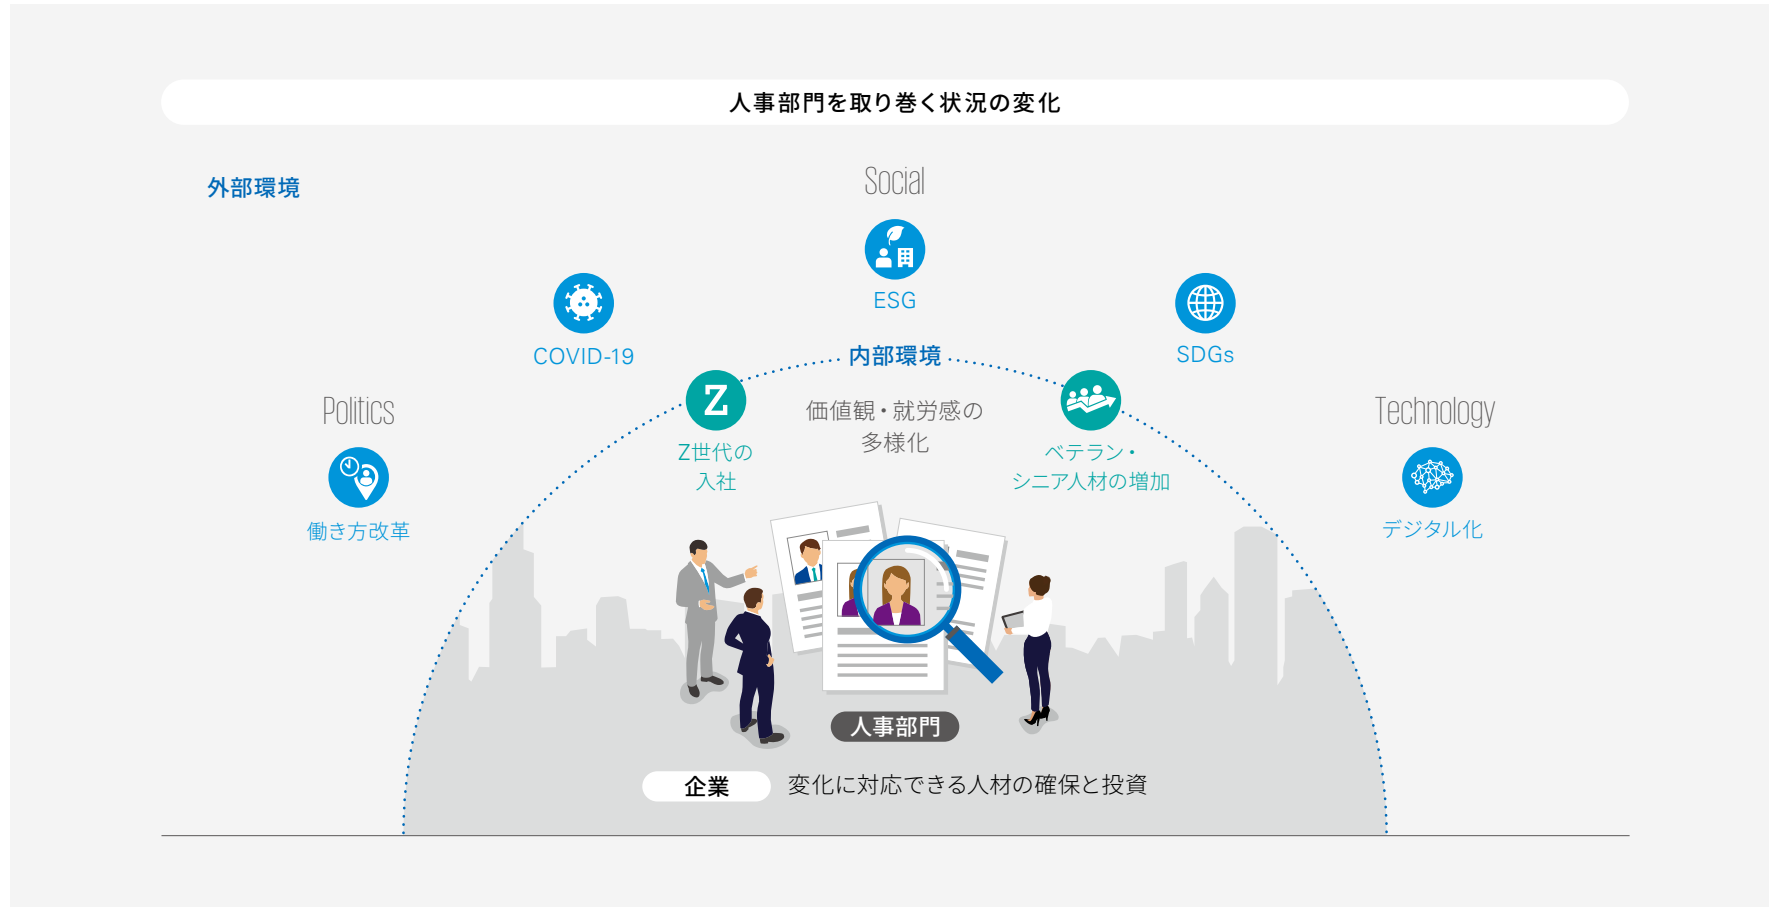 人事部門を取り巻く状況の変化
外部環境
Social
ESG
COVID-19
SDGs
内部環境
Z
価値観・就労感の
多様化
Z世代の
入社
ベテラン・
シニア人材の増加
Politics
働き方改革
Technology
デジタル化
人事部門
企業
変化に対応できる人材の確保と投資